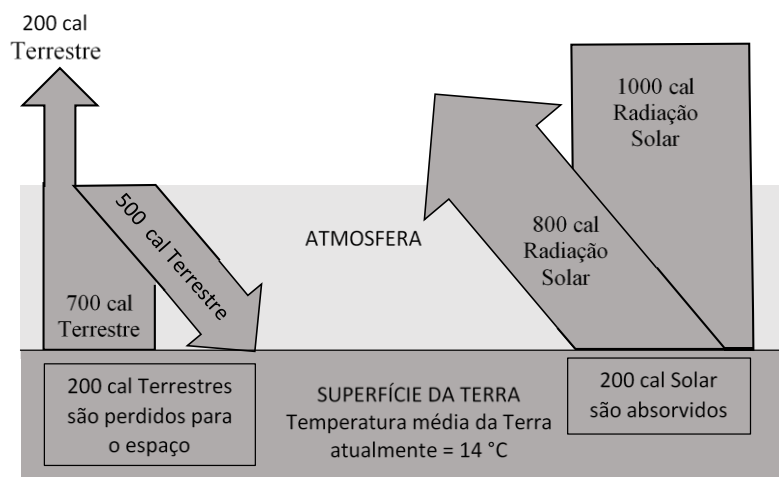 200 cal
Terrestre
1000 cal
Radiação
Solar
500 cal Terrestre
ATMOSFERA
800 cal
Radiação
Solar
700 cal
Terrestre
200 cal Terrestres
são perdidos para
o espaço
SUPERFÍCIE DA TERRA
Temperatura média da Terra
atualmente = 14 °C
200 cal Solar
são absorvidos